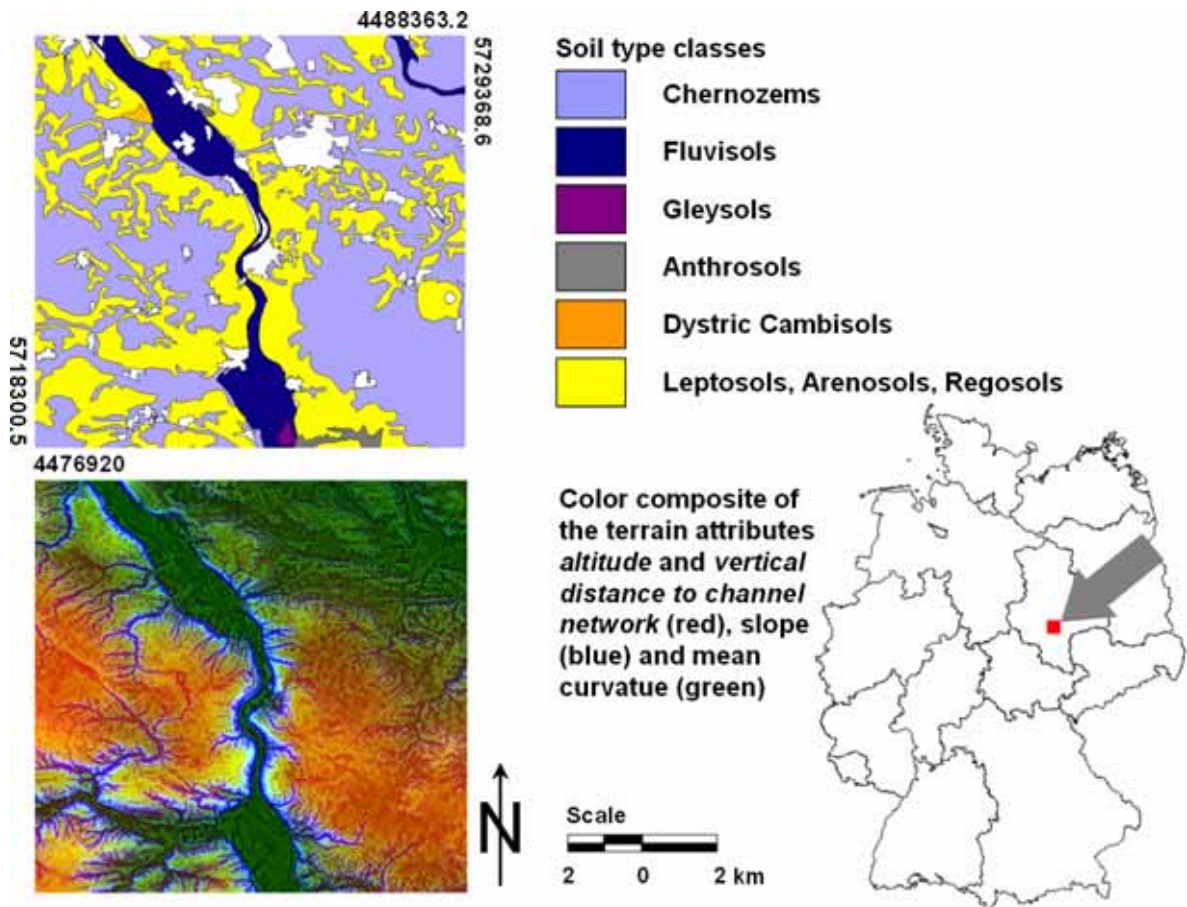 4488363.2
5729368.6
5718300.5
4476920
Soil type classes
Chernozems
Fluvisols
Gleysols
Anthrosols
Dystric Cambisols
Leptosols, Arenosols, Regosols
Color composite of
the terrain attributes
altitude and vertical
distance to channel
network (red), slope
(blue) and mean
curvatue (green)
N
Scale
2 0 2 km